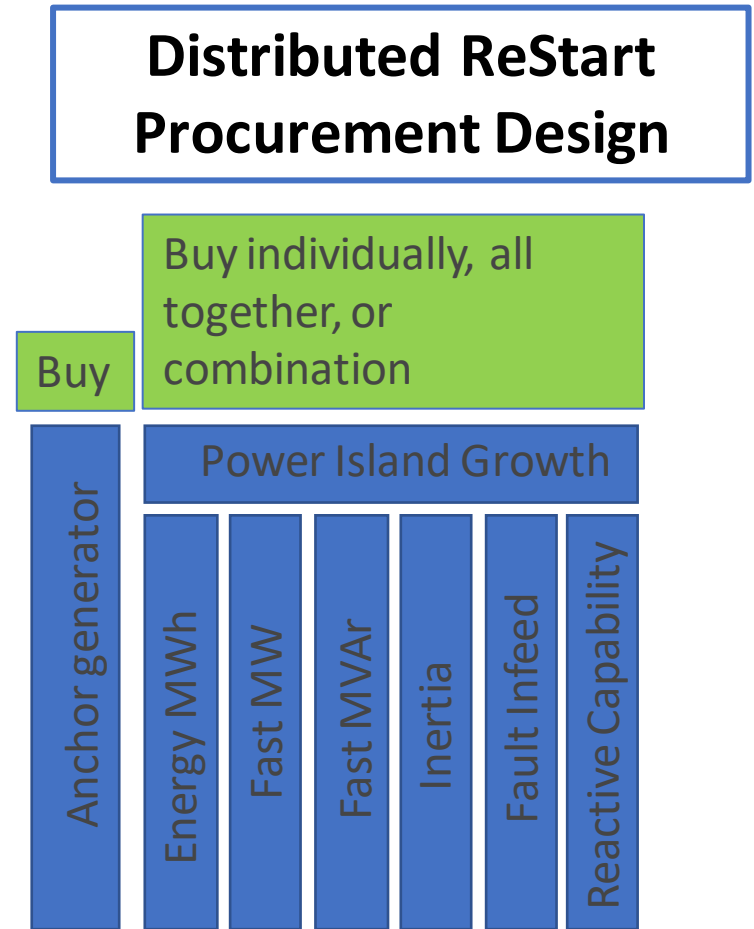 Distributed ReStart
Procurement Design
Buy individually, all
together, or
combination
Buy
Power Island Growth
Anchor generator
Energy MWh
Fast MW
Fast MVAr
Inertia
Fault Infeed
Reactive Capability